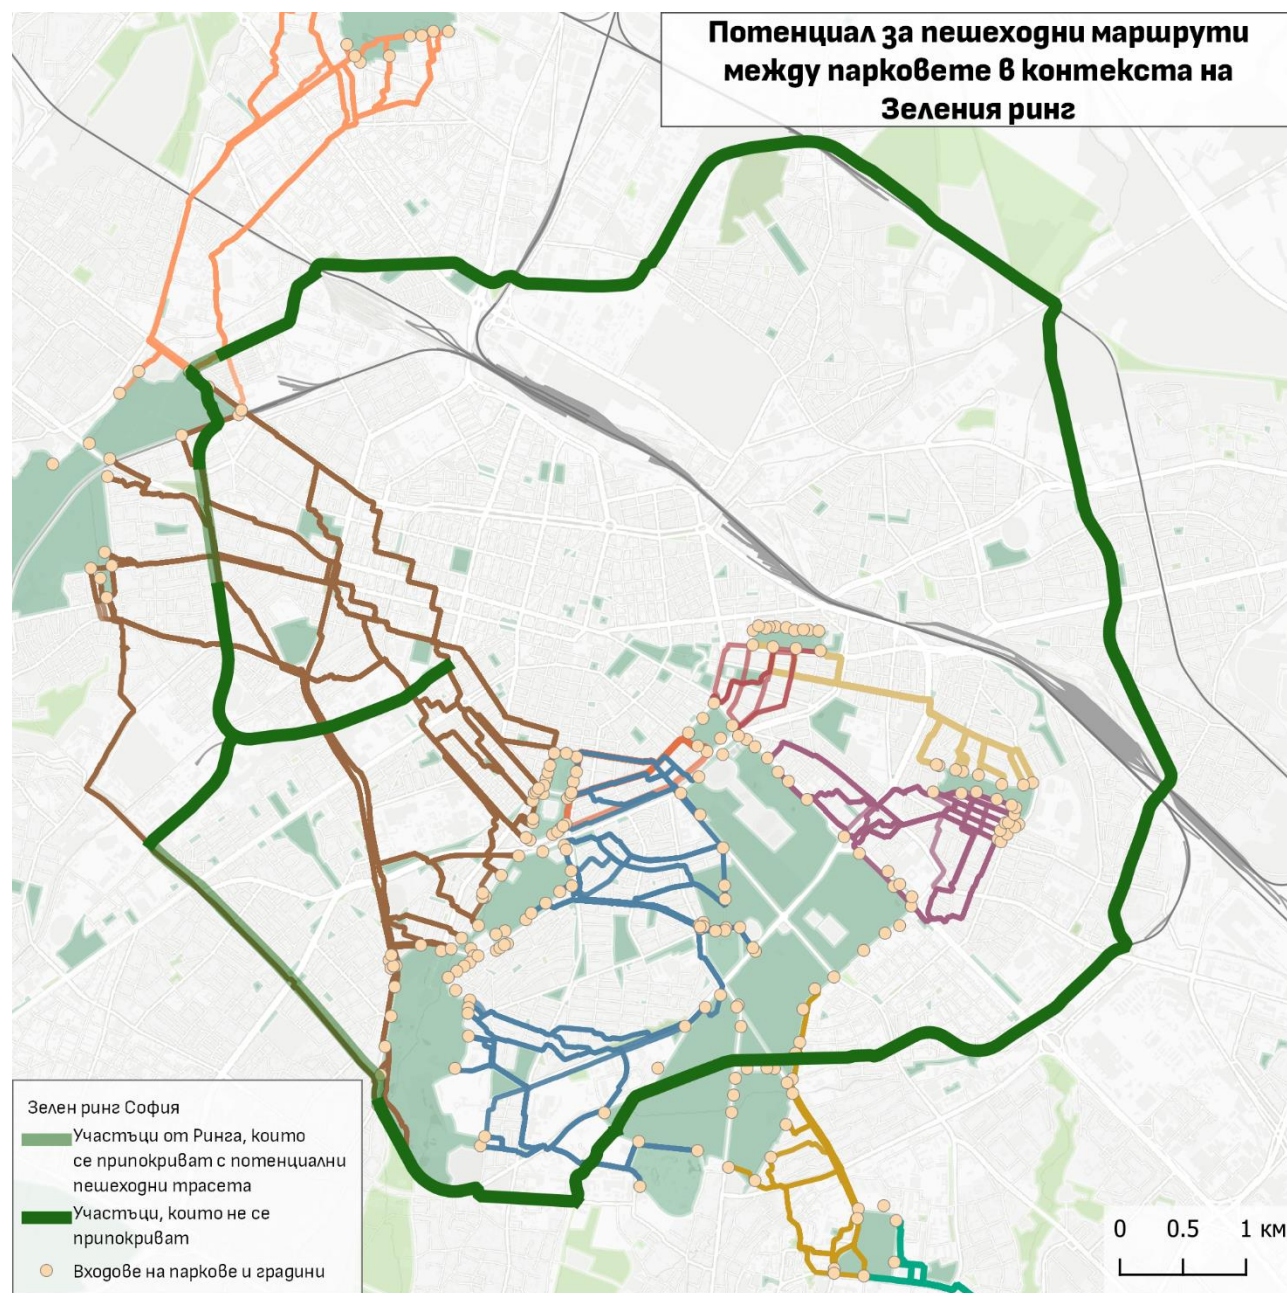 Потенциал за пешеходни маршрути
между парковете в контекста на
Зеления ринг
Зелен ринг София
Участъци от Ринга, които
се припокриват с потенциални
пешеходни трасета
Участъци, които не се
припокриват
Входове на паркове и градини
0 0.5 1 км